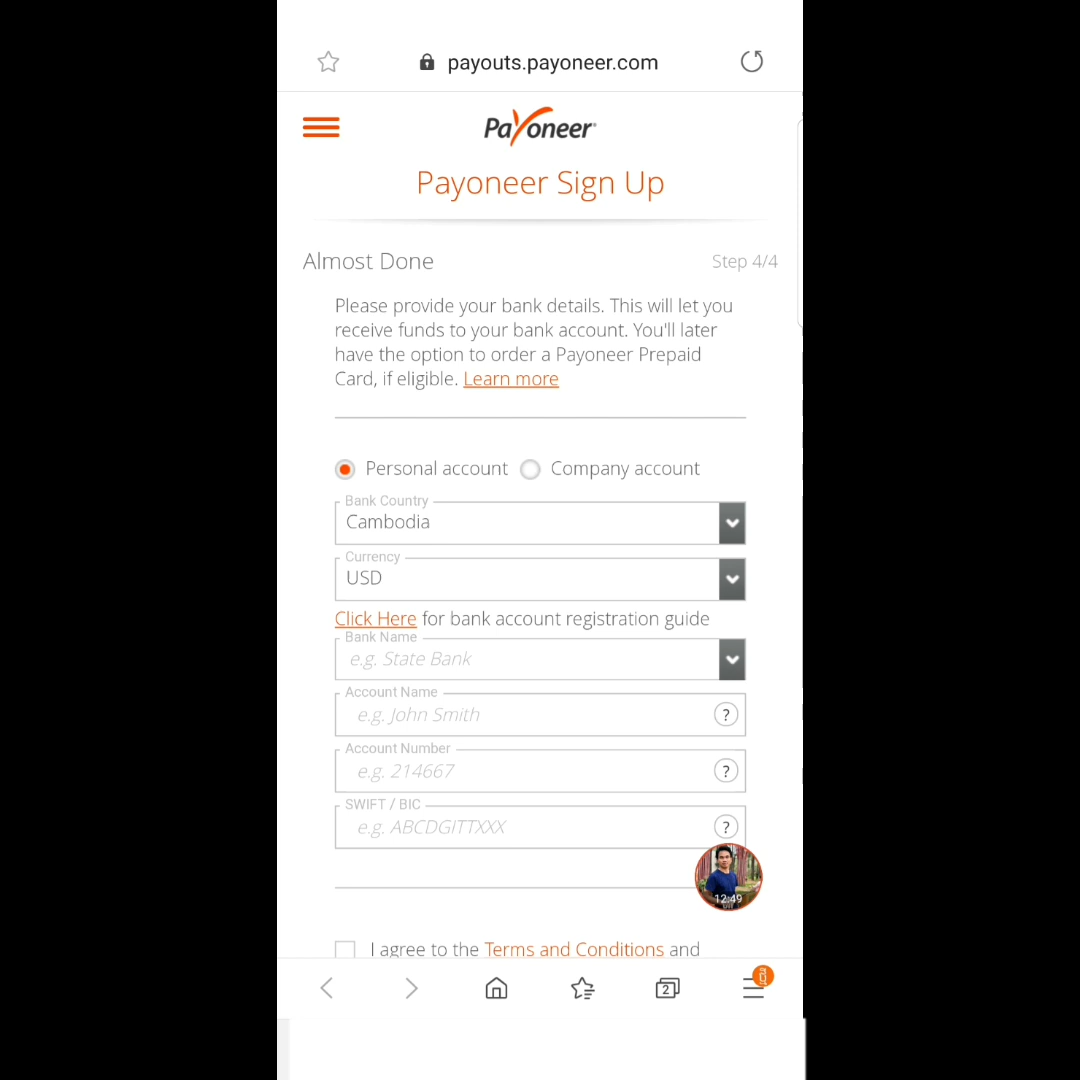 payouts.payoneer.com
Payoneer
Payoneer Sign Up
Almost Done
Step 4/4
Please provide your bank details. This will let you
receive funds to your bank account. You'll later
have the option to order a Payoneer Prepaid
Card, if eligible. Learn more
Personal account
Company account
Bank Country
Cambodia
Currency
USD
Click Here for bank account registration guide
Bank Name
e.g. State Bank
Account Name
e.g. John Smith
?
Account Number
e.g. 214667
?
SWIFT / BIC
e.g. ABCDGITTXXX
?
12:49
I agree to the Terms and Conditions and
2